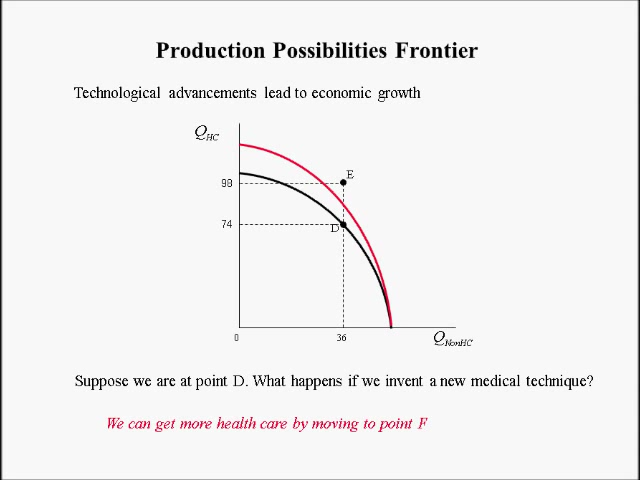 Production Possibilities Frontier
Technological advancements lead to economic growth
Q_HC
E
98
74
D
0
36
Q_NonHC
Suppose we are at point D. What happens if we invent a new medical technique?
We can get more health care by moving to point F